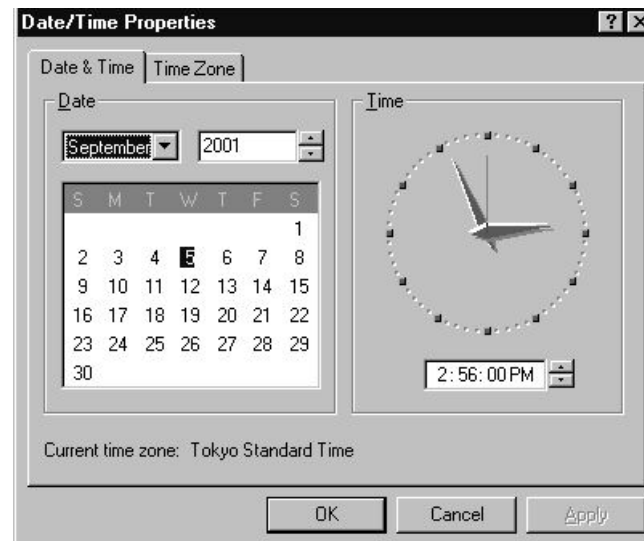 Date/Time Properties
Date & Time Time Zone
Date
Time
September 2001
S M T W T F S
1
2 3 4 5 6 7 8
9 10 11 12 13 14 15
16 17 18 19 20 21 22
23 24 25 26 27 28 29
30
2:56:00 PM
Current time zone: Tokyo Standard Time
OK Cancel Apply